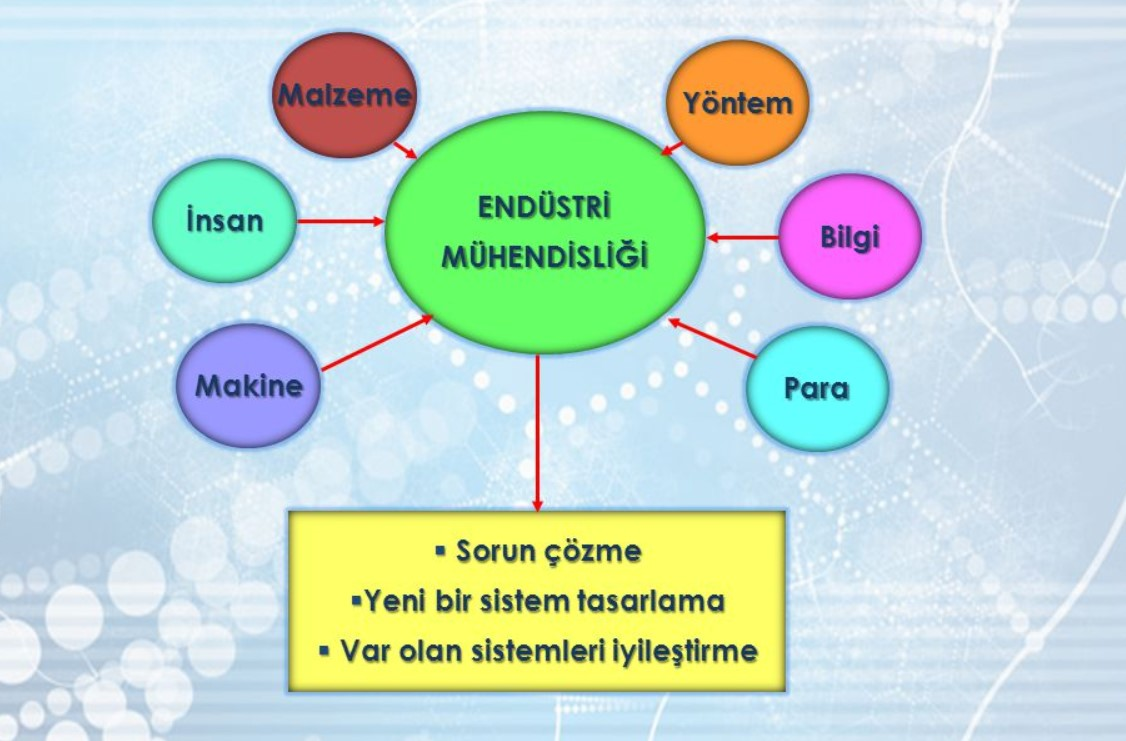 Malzeme
Yöntem
ENDÜSTRİ
MÜHENDİSLİĞİ
İnsan
Bilgi
Makine
Para
▪ Sorun çözme
▪Yeni bir sistem tasarlama
▪ Var olan sistemleri iyileştirme